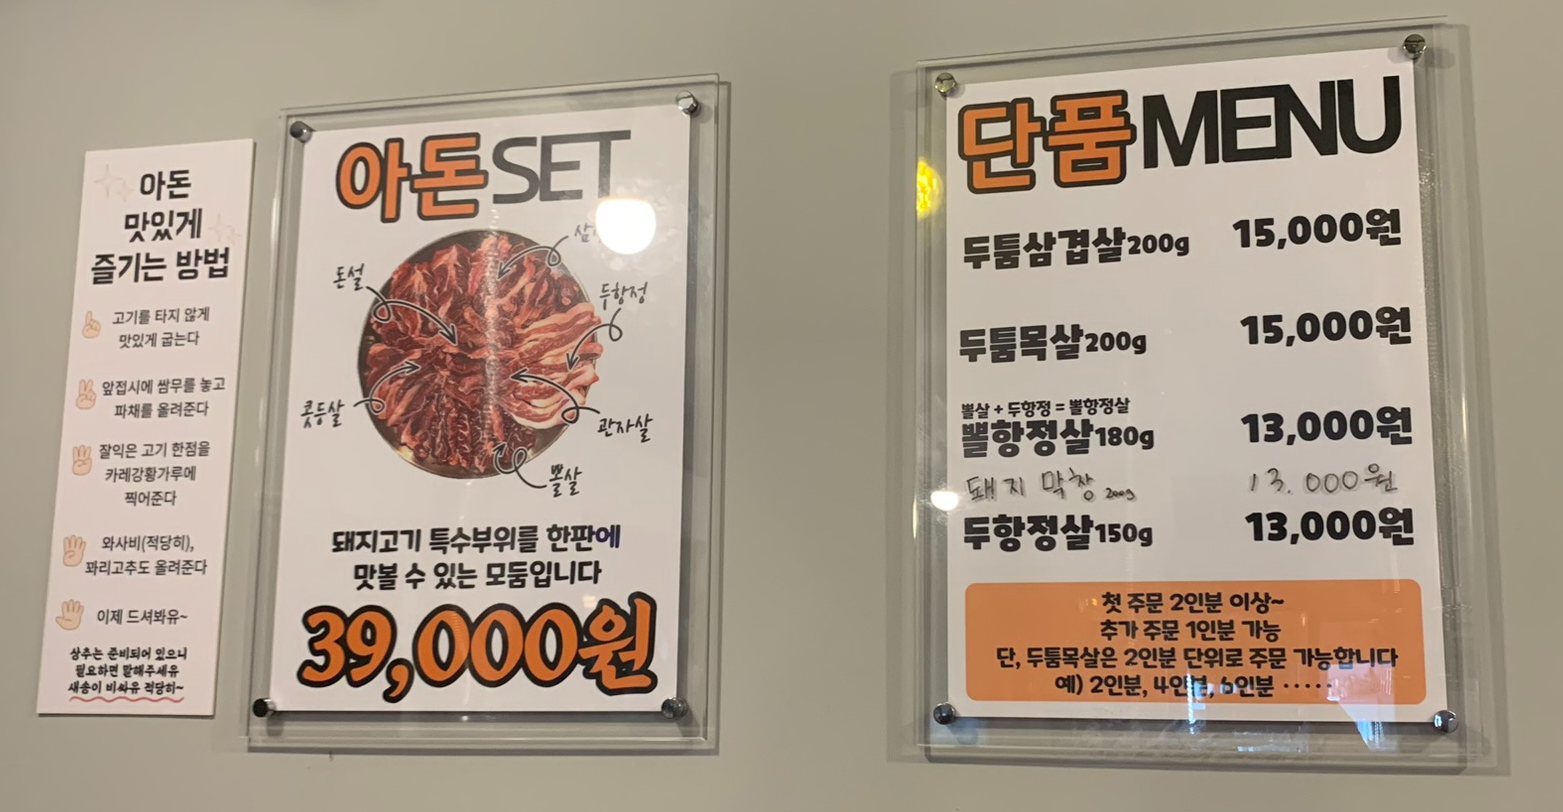 아돈
맛있게
즐기는 방법
고기를 타지 않게
맛있게 굽는다
앞접시에 쌈무를 놓고
파채를 올려준다
잘익은 고기 한점을
카레강황가루에
찍어준다
와사비(적당히),
꽈리고추도 올려준다
이제 드셔봐유~
상추는 준비되어 있으니
필요하면 말해주세유
새송이 비싸유 적당히~
아돈SET
돈설
두항정
콧등살
관자살
뽈살
돼지고기 특수부위를 한판에
맛볼 수 있는 모둠입니다
39,000원
단품MENU
두툼삼겹살200g 15,000원
두툼목살200g 15,000원
뽈살 + 두항정 = 뽈항정살
뽈항정살180g 13,000원
돼지 막창 200g 13.000원
두항정살150g 13,000원
첫 주문 2인분 이상~
추가 주문 1인분 가능
단, 두툼목살은 2인분 단위로 주문 가능합니다
예) 2인분, 4인분, 6인분 ·····